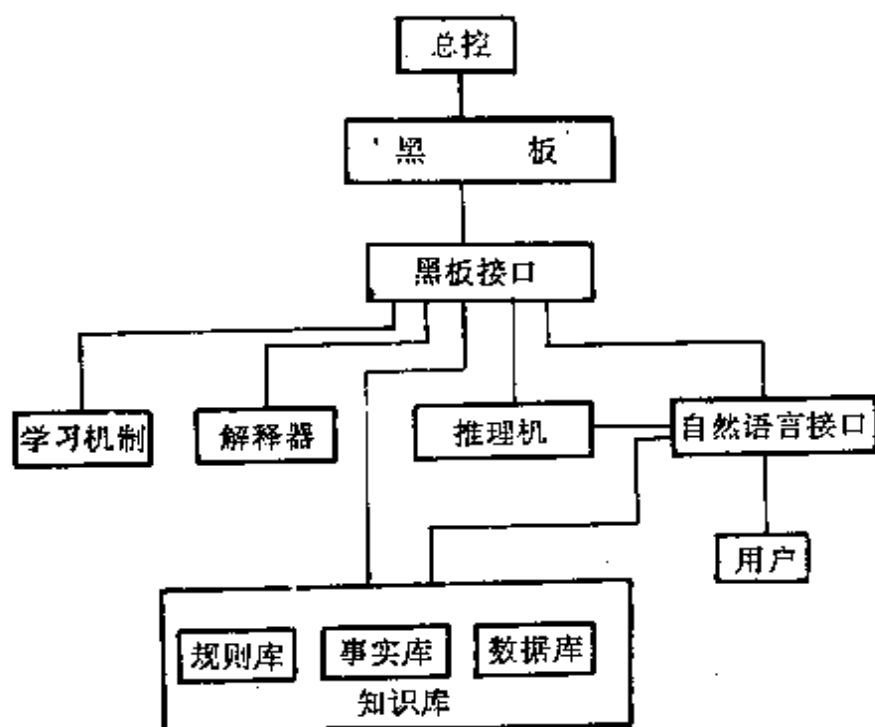 总控
黑 板
黑板接口
学习机制 解释器 推理机 自然语言接口
用户
规则库 事实库 数据库
知识库